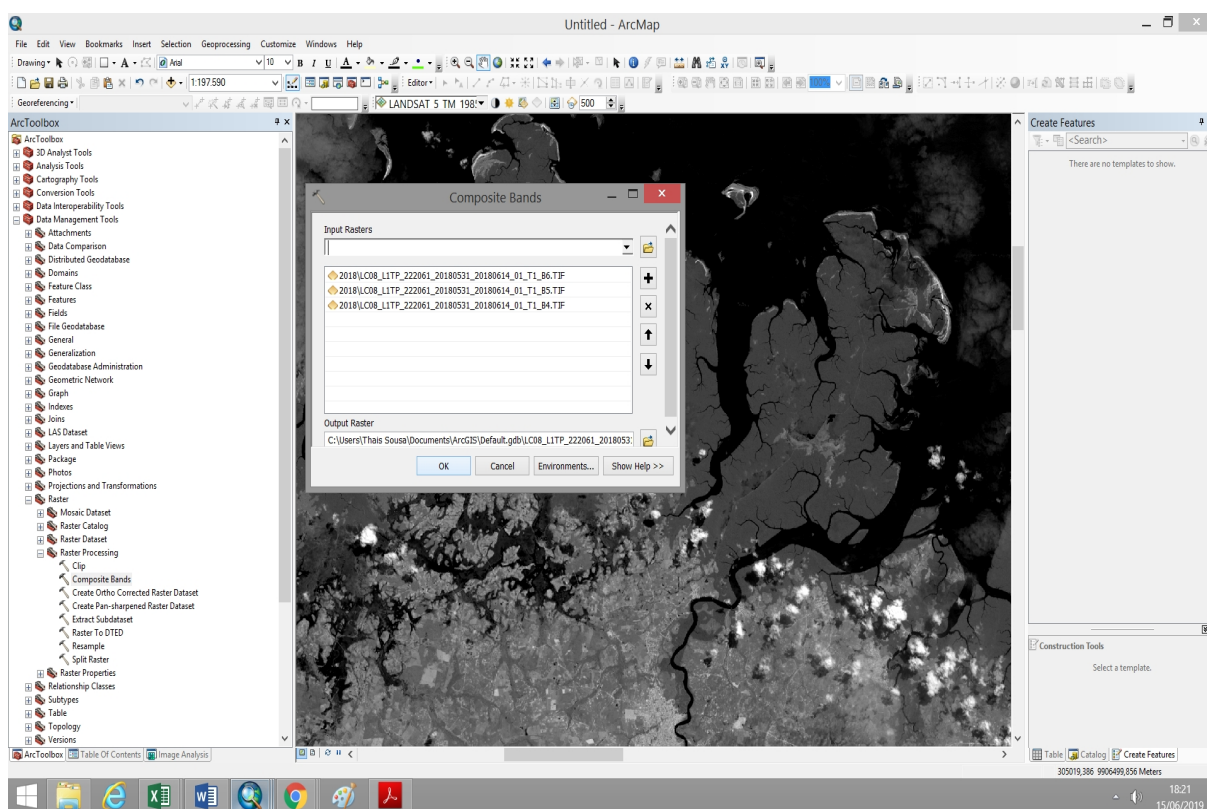 Untitled - ArcMap
File Edit View Bookmarks Insert Selection Geoprocessing Customize Windows Help
Drawing A Arial 10 B I U A
1:197.590 Editor 100%
Georeferencing LANDSAT 5 TM 198 500
ArcToolbox
ArcToolbox
3D Analyst Tools
Analysis Tools
Cartography Tools
Conversion Tools
Data Interoperability Tools
Data Management Tools
Attachments
Data Comparison
Distributed Geodatabase
Domains
Feature Class
Features
Fields
File Geodatabase
General
Generalization
Geodatabase Administration
Geometric Network
Graph
Indexes
Joins
LAS Dataset
Layers and Table Views
Package
Photos
Projections and Transformations
Raster
Mosaic Dataset
Raster Catalog
Raster Dataset
Raster Processing
Clip
Composite Bands
Create Ortho Corrected Raster Dataset
Create Pan-sharpened Raster Dataset
Extract Subdataset
Raster To DTED
Resample
Split Raster
Raster Properties
Relationship Classes
Subtypes
Table
Topology
Versions
ArcToolbox Table Of Contents Image Analysis
Composite Bands
Input Rasters
2018\LC08_L1TP_222061_20180531_20180614_01_T1_B6.TIF
2018\LC08_L1TP_222061_20180531_20180614_01_T1_B5.TIF
2018\LC08_L1TP_222061_20180531_20180614_01_T1_B4.TIF
Output Raster
C:\Users\Thais Sousa\Documents\ArcGIS\Default.gdb\LC08_L1TP_222061_2018053
OK Cancel Environments... Show Help >>
Create Features
<Search>
There are no templates to show.
Construction Tools
Select a template.
Table Catalog Create Features
305019,386 9906499,856 Meters
18:21
15/06/2019